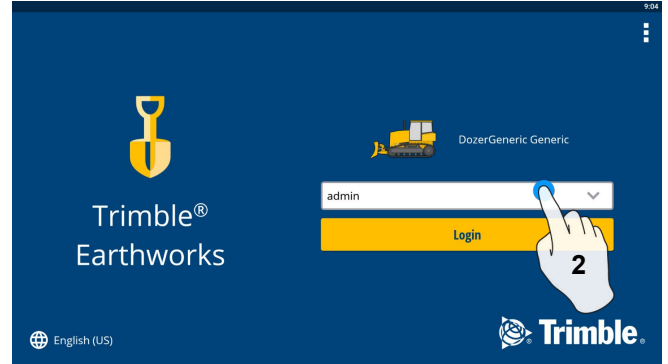 9:04
DozerGeneric Generic
admin
Login
2
Trimble®
Earthworks
English (US)
Trimble®